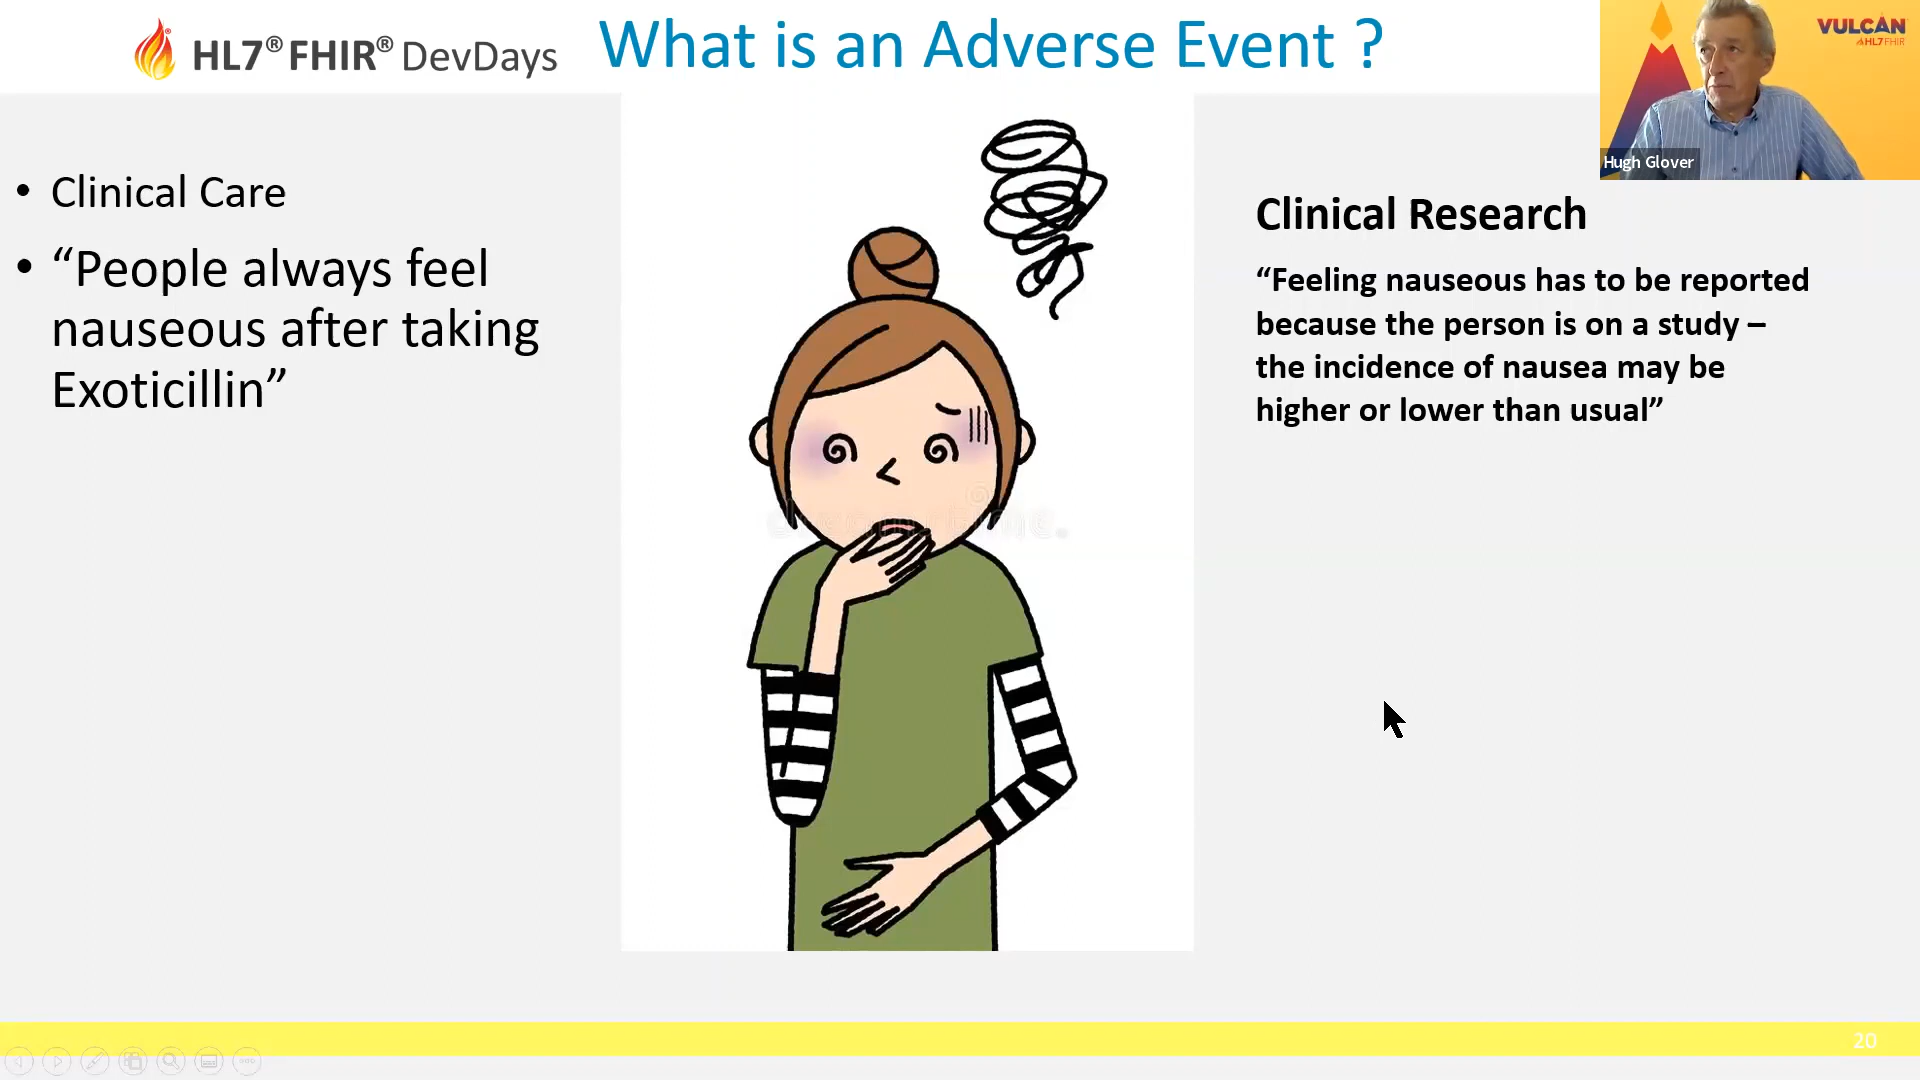 HL7® FHIR® DevDays
What is an Adverse Event ?
VULCAN
HL7 FHIR
Hugh Glover
• Clinical Care
• “People always feel
nauseous after taking
Exoticillin”
Clinical Research
“Feeling nauseous has to be reported
because the person is on a study –
the incidence of nausea may be
higher or lower than usual”
20